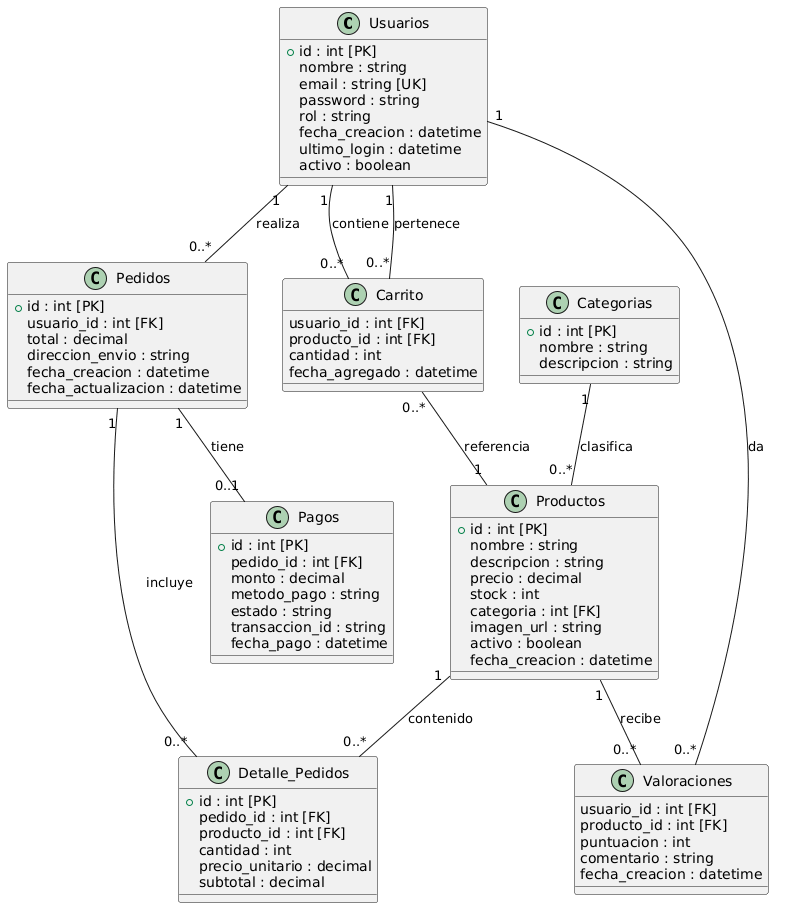 C Usuarios
id : int [PK]
nombre : string
email : string [UK]
password : string
rol : string
fecha_creacion : datetime
ultimo_login : datetime
activo : boolean
1
1
1
1
realiza
contiene
pertenece
0..*
0..*
0..*
C Pedidos
id : int [PK]
usuario_id : int [FK]
total : decimal
direccion_envio : string
fecha_creacion : datetime
fecha_actualizacion : datetime
C Carrito
usuario_id : int [FK]
producto_id : int [FK]
cantidad : int
fecha_agregado : datetime
C Categorias
id : int [PK]
nombre : string
descripcion : string
1
1
0..*
1
tiene
referencia
clasifica
da
0..1
1
0..*
C Pagos
id : int [PK]
pedido_id : int [FK]
monto : decimal
metodo_pago : string
estado : string
transaccion_id : string
fecha_pago : datetime
C Productos
id : int [PK]
nombre : string
descripcion : string
precio : decimal
stock : int
categoria : int [FK]
imagen_url : string
activo : boolean
fecha_creacion : datetime
incluye
1
1
contenido
recibe
0..*
0..*
0..*
0..*
C Detalle_Pedidos
id : int [PK]
pedido_id : int [FK]
producto_id : int [FK]
cantidad : int
precio_unitario : decimal
subtotal : decimal
C Valoraciones
usuario_id : int [FK]
producto_id : int [FK]
puntuacion : int
comentario : string
fecha_creacion : datetime